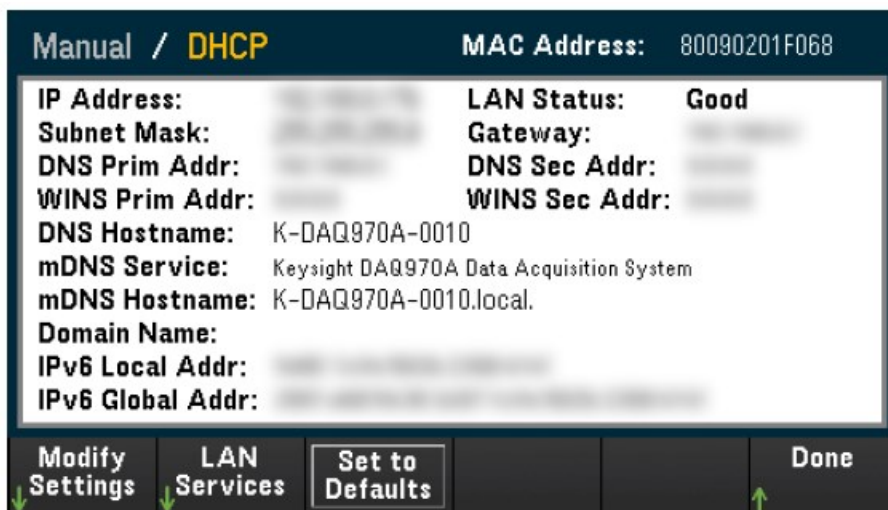 Manual / DHCP MAC Address: 80090201F068
IP Address: LAN Status: Good
Subnet Mask: Gateway:
DNS Prim Addr: DNS Sec Addr:
WINS Prim Addr: WINS Sec Addr:
DNS Hostname: K-DAQ970A-0010
mDNS Service: Keysight DAQ970A Data Acquisition System
mDNS Hostname: K-DAQ970A-0010.local.
Domain Name:
IPv6 Local Addr:
IPv6 Global Addr:
Modify LAN Set to Done
Settings Services Defaults